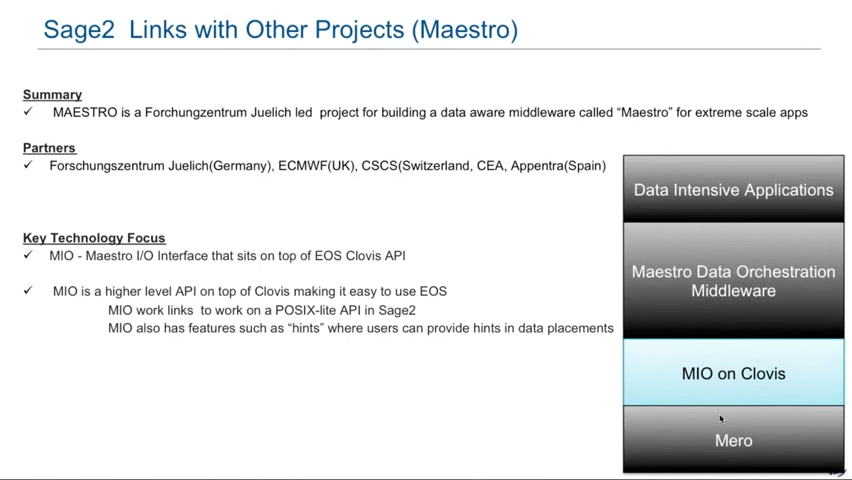 Sage2 Links with Other Projects (Maestro)
Summary
✓ MAESTRO is a Forchungzentrum Juelich led project for building a data aware middleware called “Maestro” for extreme scale apps
Partners
✓ Forschungszentrum Juelich(Germany), ECMWF(UK), CSCS(Switzerland, CEA, Appentra(Spain)
Key Technology Focus
✓ MIO - Maestro I/O Interface that sits on top of EOS Clovis API
✓ MIO is a higher level API on top of Clovis making it easy to use EOS
MIO work links to work on a POSIX-lite API in Sage2
MIO also has features such as “hints” where users can provide hints in data placements
Data Intensive Applications
Maestro Data Orchestration
Middleware
MIO on Clovis
Mero